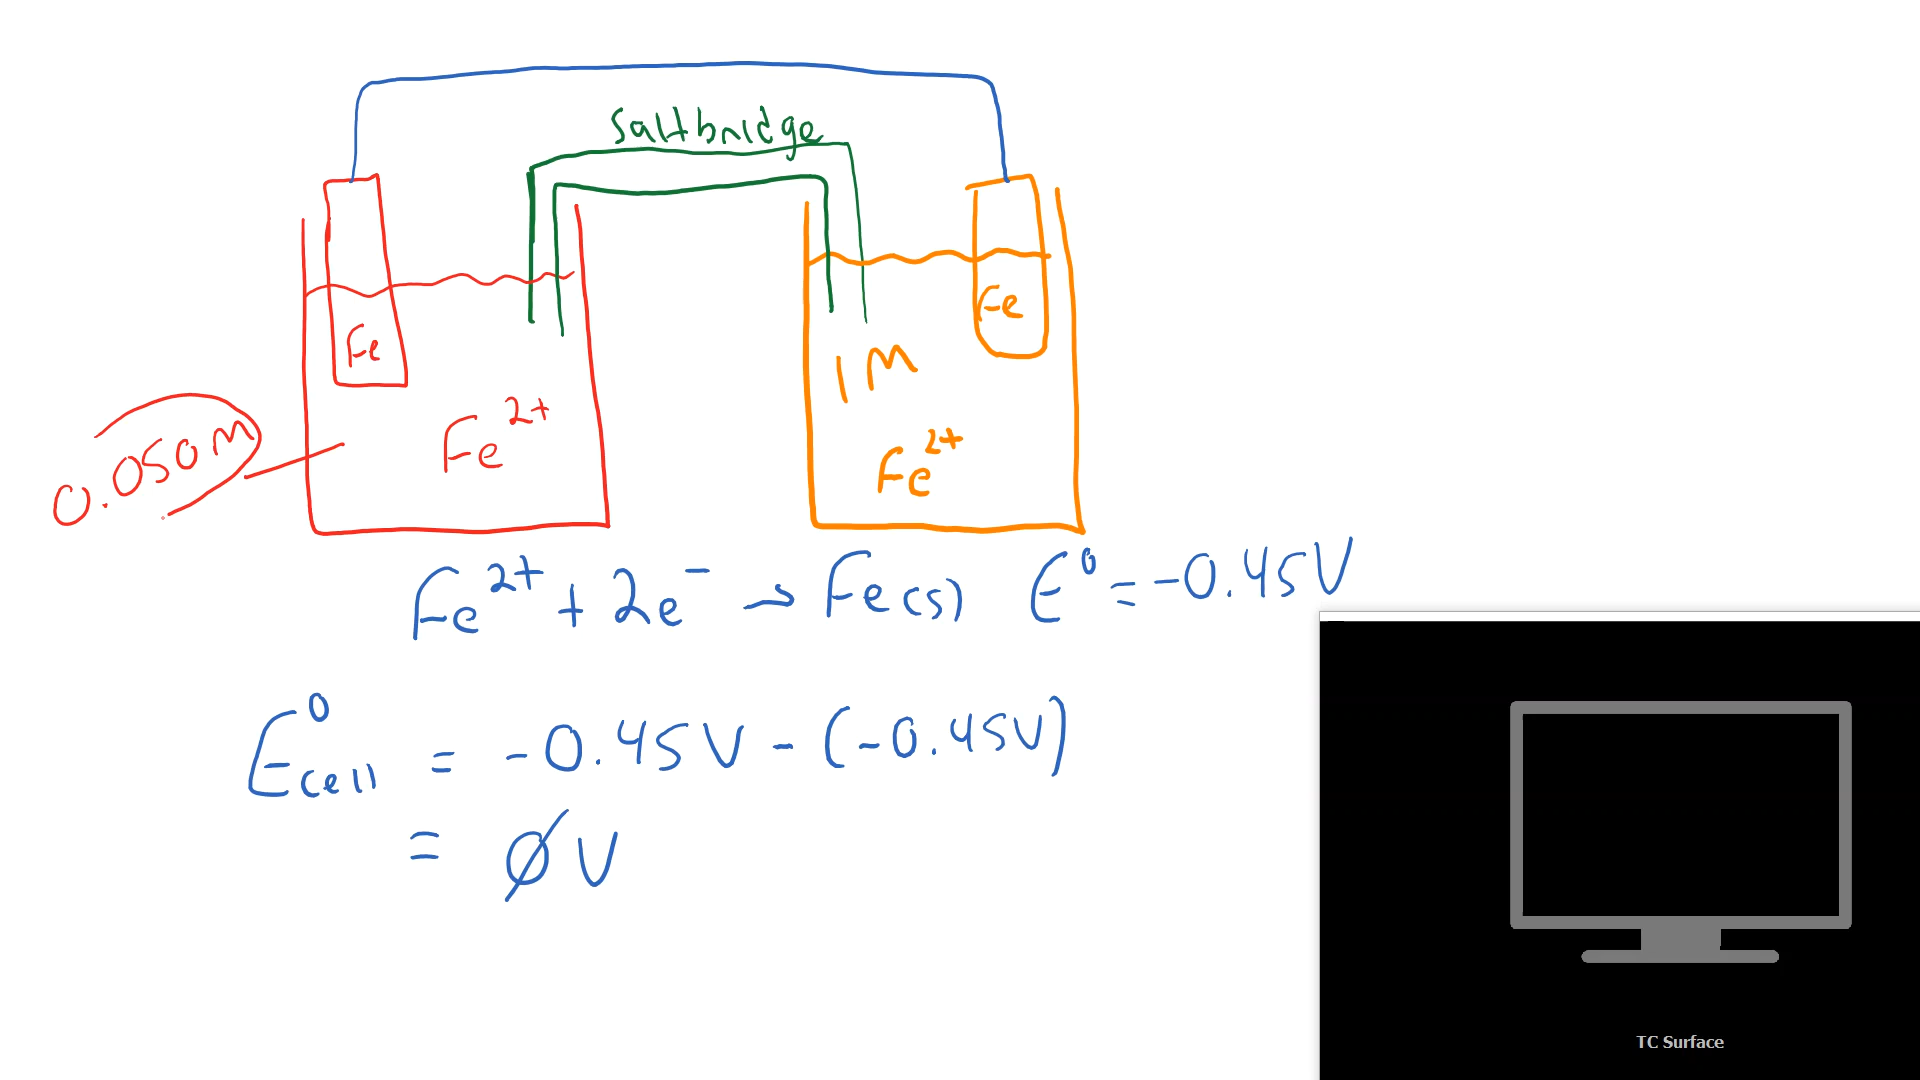 Saltbridge
Fe
Fe
1M
0.050M
Fe²⁺
Fe²⁺
Fe²⁺ + 2e⁻ → Fe(s) E⁰ = -0.45V
E⁰cell = -0.45V - (-0.45V)
= ∅V
TC Surface